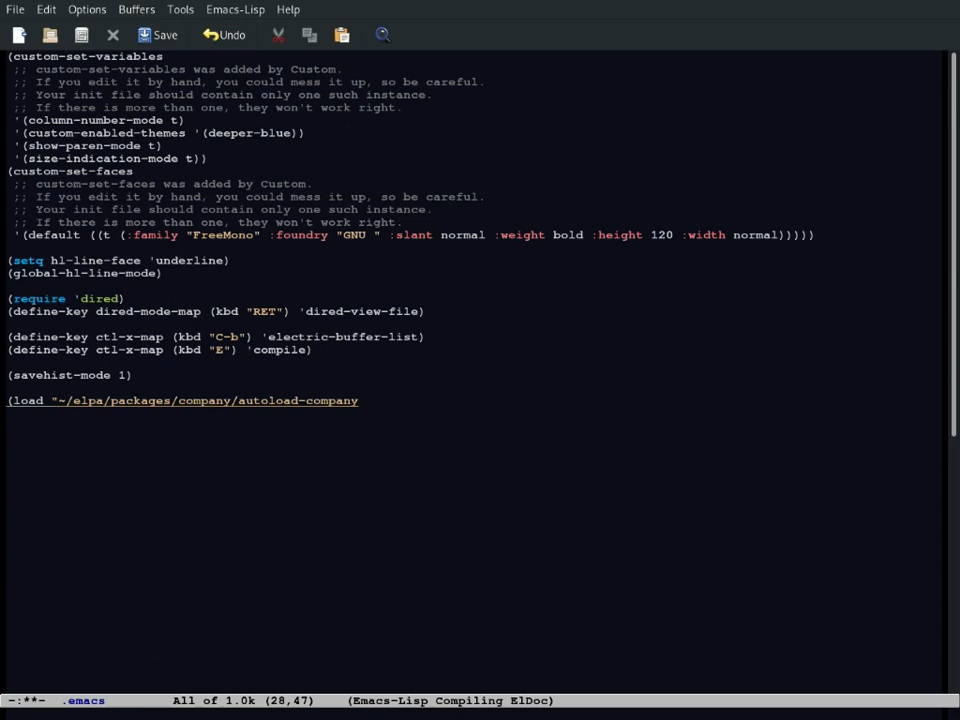 File Edit Options Buffers Tools Emacs-Lisp Help
Save Undo
(custom-set-variables
 ;; custom-set-variables was added by Custom.
 ;; If you edit it by hand, you could mess it up, so be careful.
 ;; Your init file should contain only one such instance.
 ;; If there is more than one, they won't work right.
 '(column-number-mode t)
 '(custom-enabled-themes '(deeper-blue))
 '(show-paren-mode t)
 '(size-indication-mode t))
(custom-set-faces
 ;; custom-set-faces was added by Custom.
 ;; If you edit it by hand, you could mess it up, so be careful.
 ;; Your init file should contain only one such instance.
 ;; If there is more than one, they won't work right.
 '(default ((t (:family "FreeMono" :foundry "GNU " :slant normal :weight bold :height 120 :width normal)))))
(setq hl-line-face 'underline)
(global-hl-line-mode)
(require 'dired)
(define-key dired-mode-map (kbd "RET") 'dired-view-file)
(define-key ctl-x-map (kbd "C-b") 'electric-buffer-list)
(define-key ctl-x-map (kbd "E") 'compile)
(savehist-mode 1)
(load "~/elpa/packages/company/autoload-company
-:**- .emacs All of 1.0k (28,47) (Emacs-Lisp Compiling ElDoc)